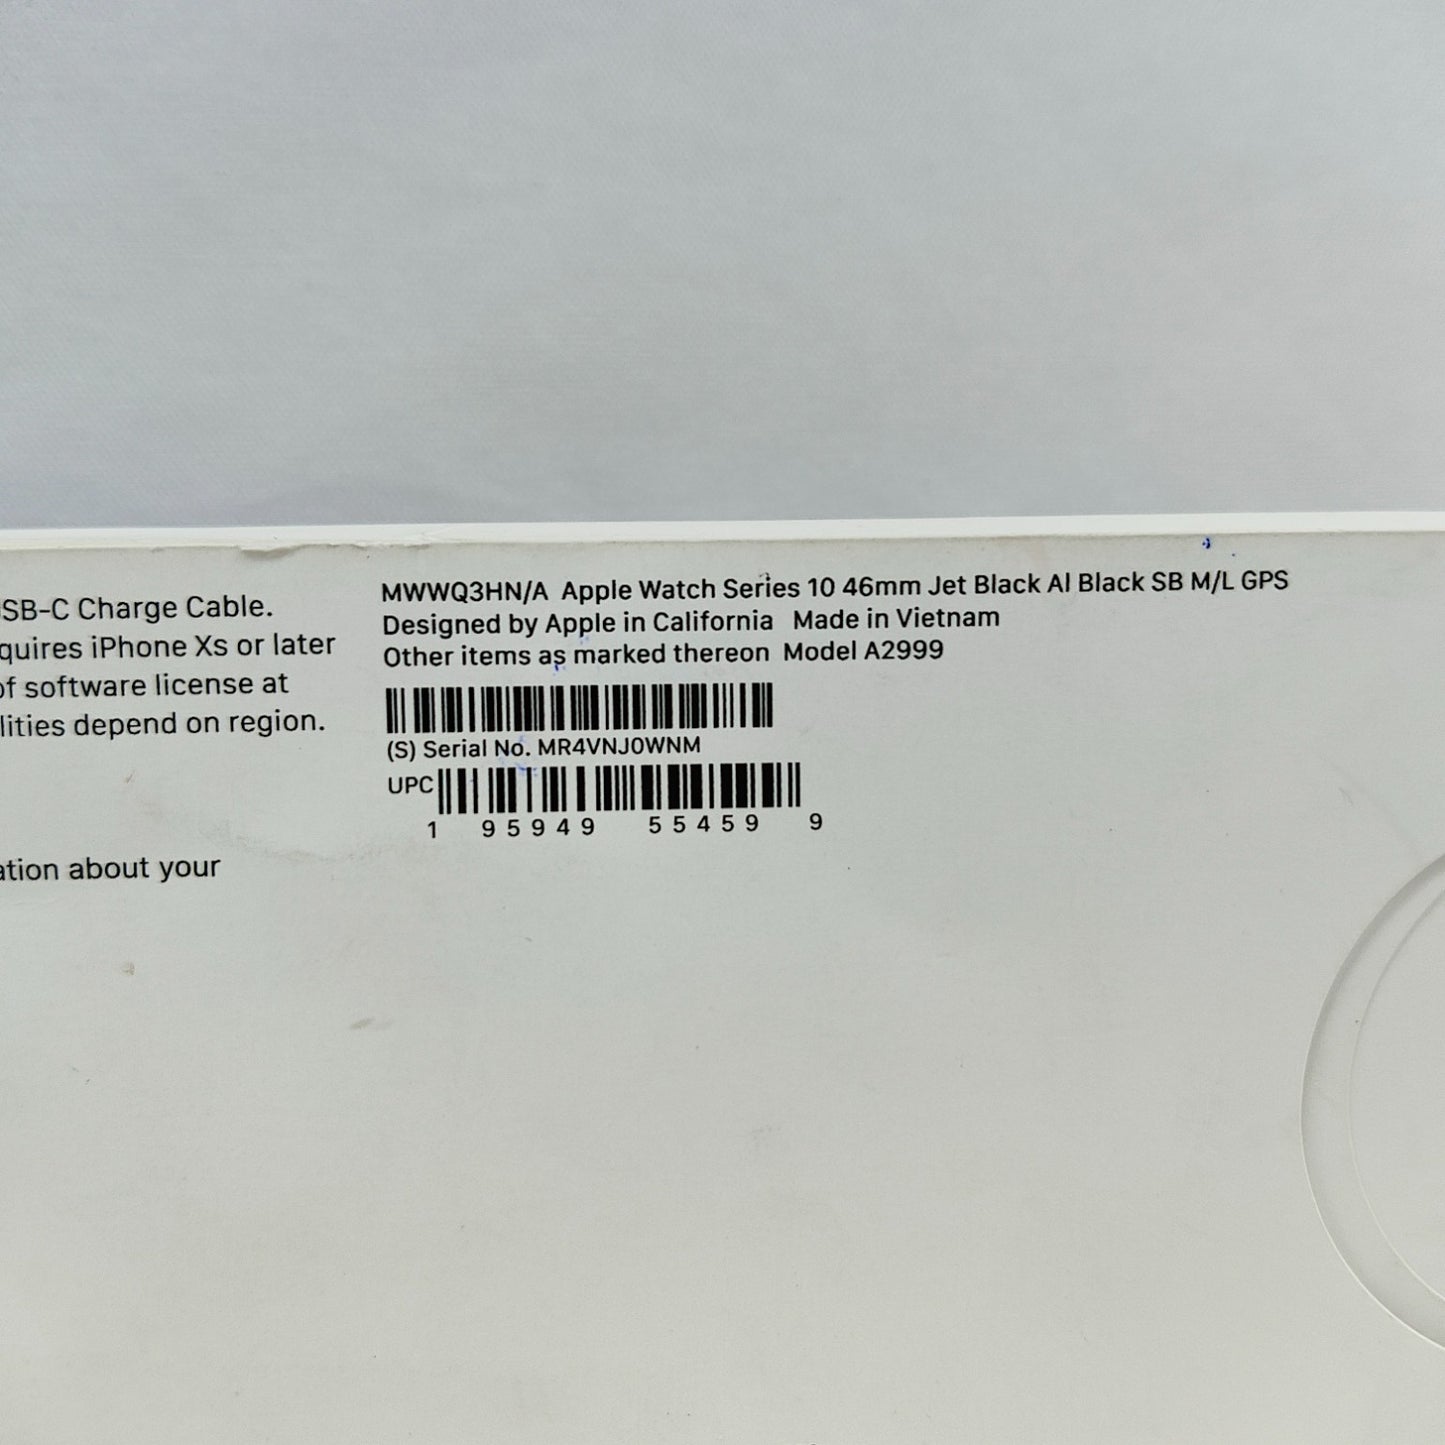 SB-C Charge Cable.
quires iPhone Xs or later
of software license at
lities depend on region.
ation about your
MWWQ3HN/A Apple Watch Series 10 46mm Jet Black Al Black SB M/L GPS
Designed by Apple in California Made in Vietnam
Other items as marked thereon Model A2999
(S) Serial No. MR4VNJ0WNM
UPC
1 95949 55459 9